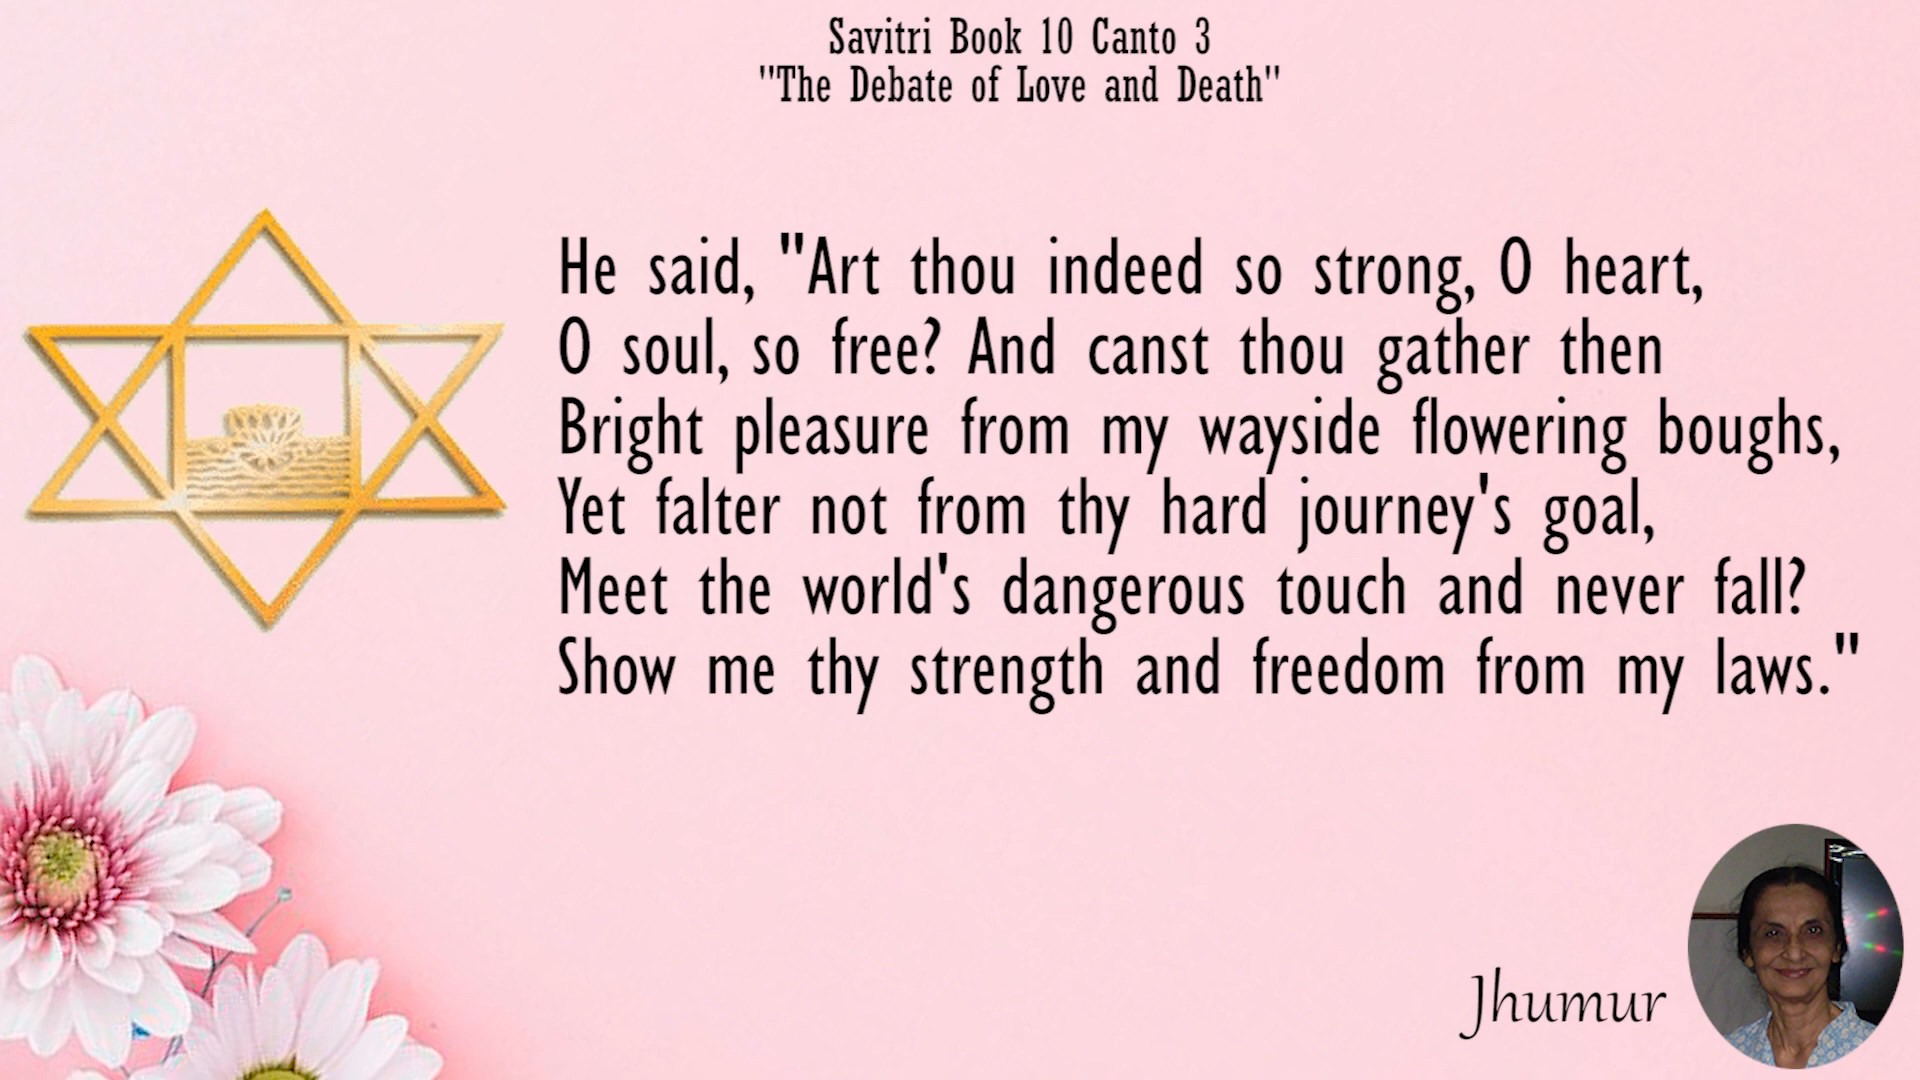 Savitri Book 10 Canto 3
"The Debate of Love and Death"
He said, "Art thou indeed so strong, O heart,
O soul, so free? And canst thou gather then
Bright pleasure from my wayside flowering boughs,
Yet falter not from thy hard journey's goal,
Meet the world's dangerous touch and never fall?
Show me thy strength and freedom from my laws."
Jhumur